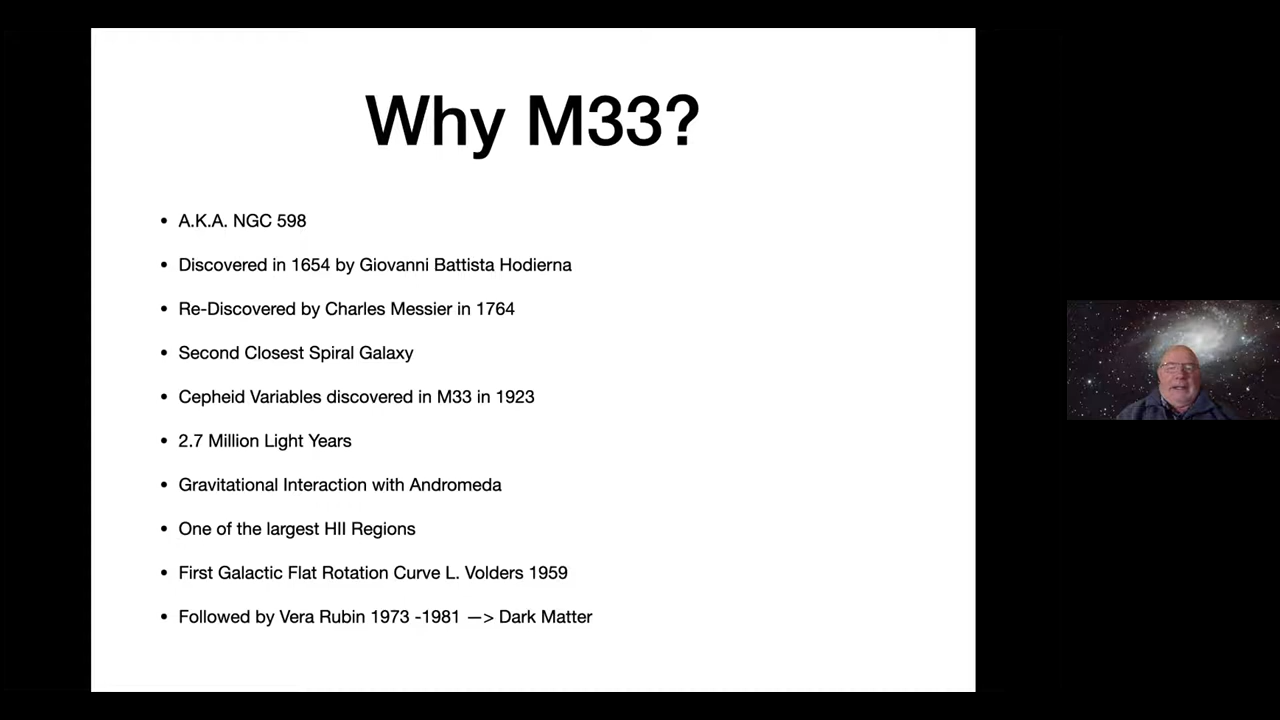 Why M33?
• A.K.A. NGC 598
• Discovered in 1654 by Giovanni Battista Hodierna
• Re-Discovered by Charles Messier in 1764
• Second Closest Spiral Galaxy
• Cepheid Variables discovered in M33 in 1923
• 2.7 Million Light Years
• Gravitational Interaction with Andromeda
• One of the largest HII Regions
• First Galactic Flat Rotation Curve L. Volders 1959
• Followed by Vera Rubin 1973 -1981 —> Dark Matter